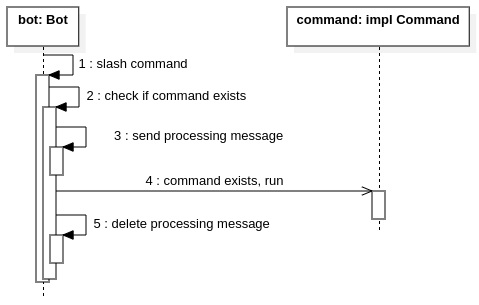 bot: Bot
command: impl Command
1 : slash command
2 : check if command exists
3 : send processing message
4 : command exists, run
5 : delete processing message